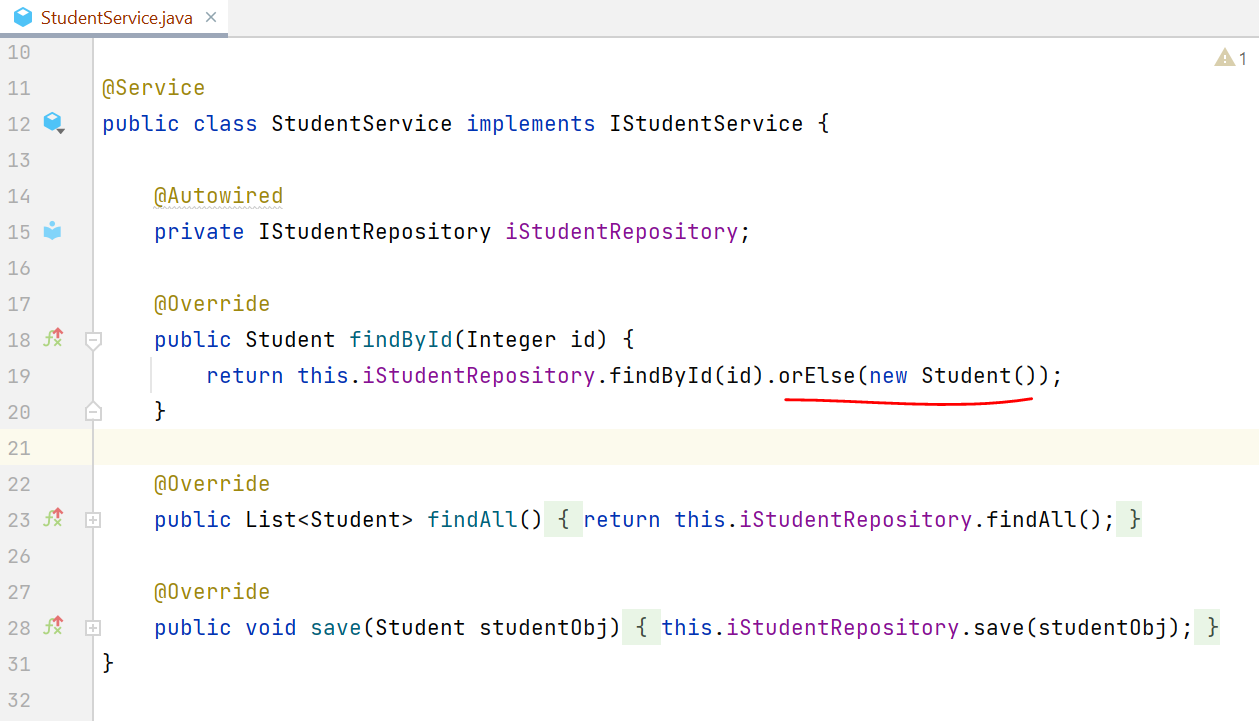 StudentService.java ×
10
1
11 @Service
12 public class StudentService implements IStudentService {
13
14 @Autowired
15 private IStudentRepository iStudentRepository;
16
17 @Override
18 public Student findById(Integer id) {
19 return this.iStudentRepository.findById(id).orElse(new Student());
20 }
21
22 @Override
23 public List<Student> findAll() { return this.iStudentRepository.findAll(); }
26
27 @Override
28 public void save(Student studentObj) { this.iStudentRepository.save(studentObj); }
31 }
32